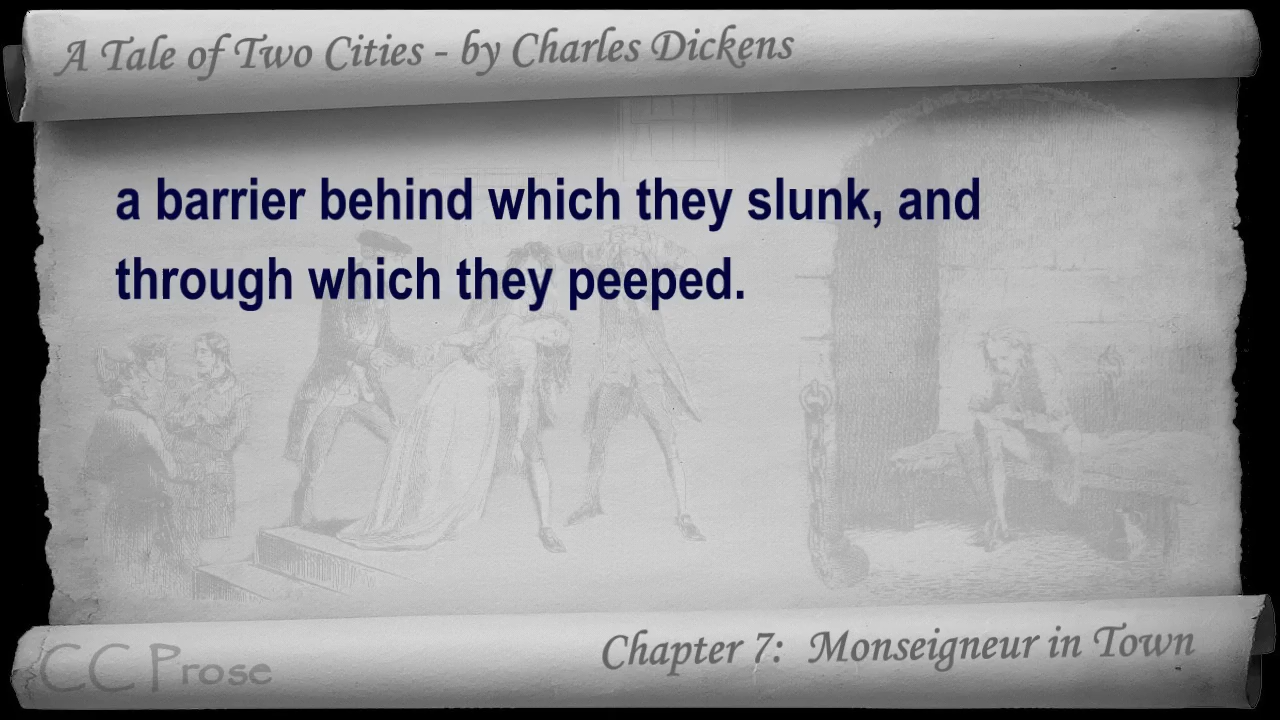 A Tale of Two Cities - by Charles Dickens
a barrier behind which they slunk, and
through which they peeped.
Chapter 7: Monseigneur in Town
CC Prose